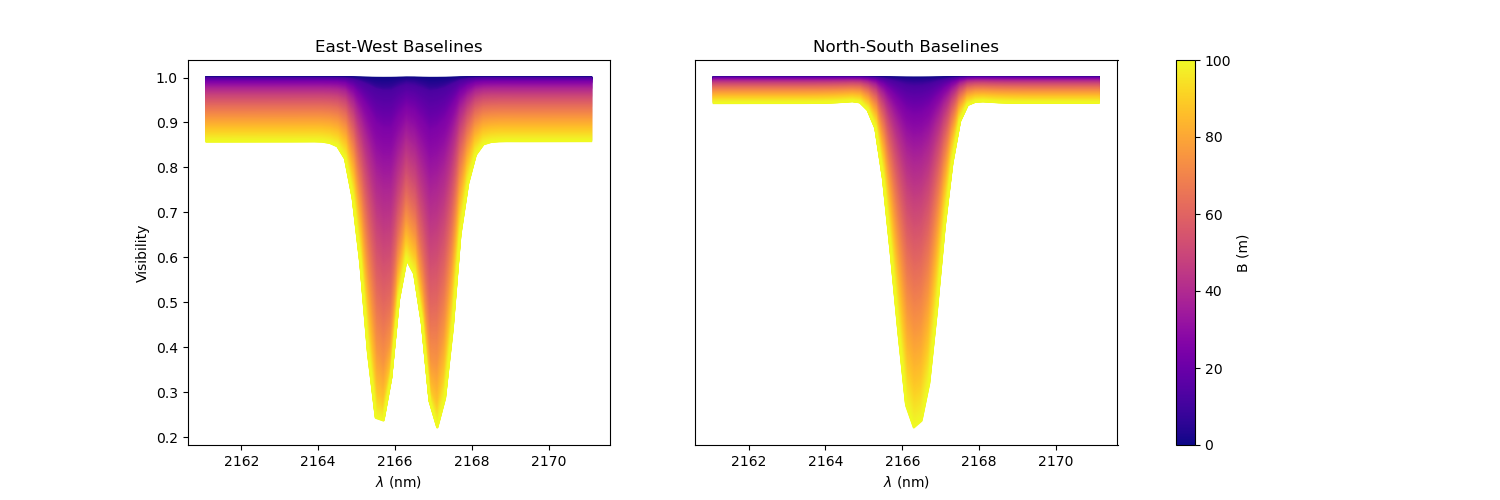 East-West Baselines
North-South Baselines
Visibility
1.0
0.9
0.8
0.7
0.6
0.5
0.4
0.3
0.2
2162 2164 2166 2168 2170
λ (nm)
2162 2164 2166 2168 2170
λ (nm)
100
80
60
40
20
0
B (m)